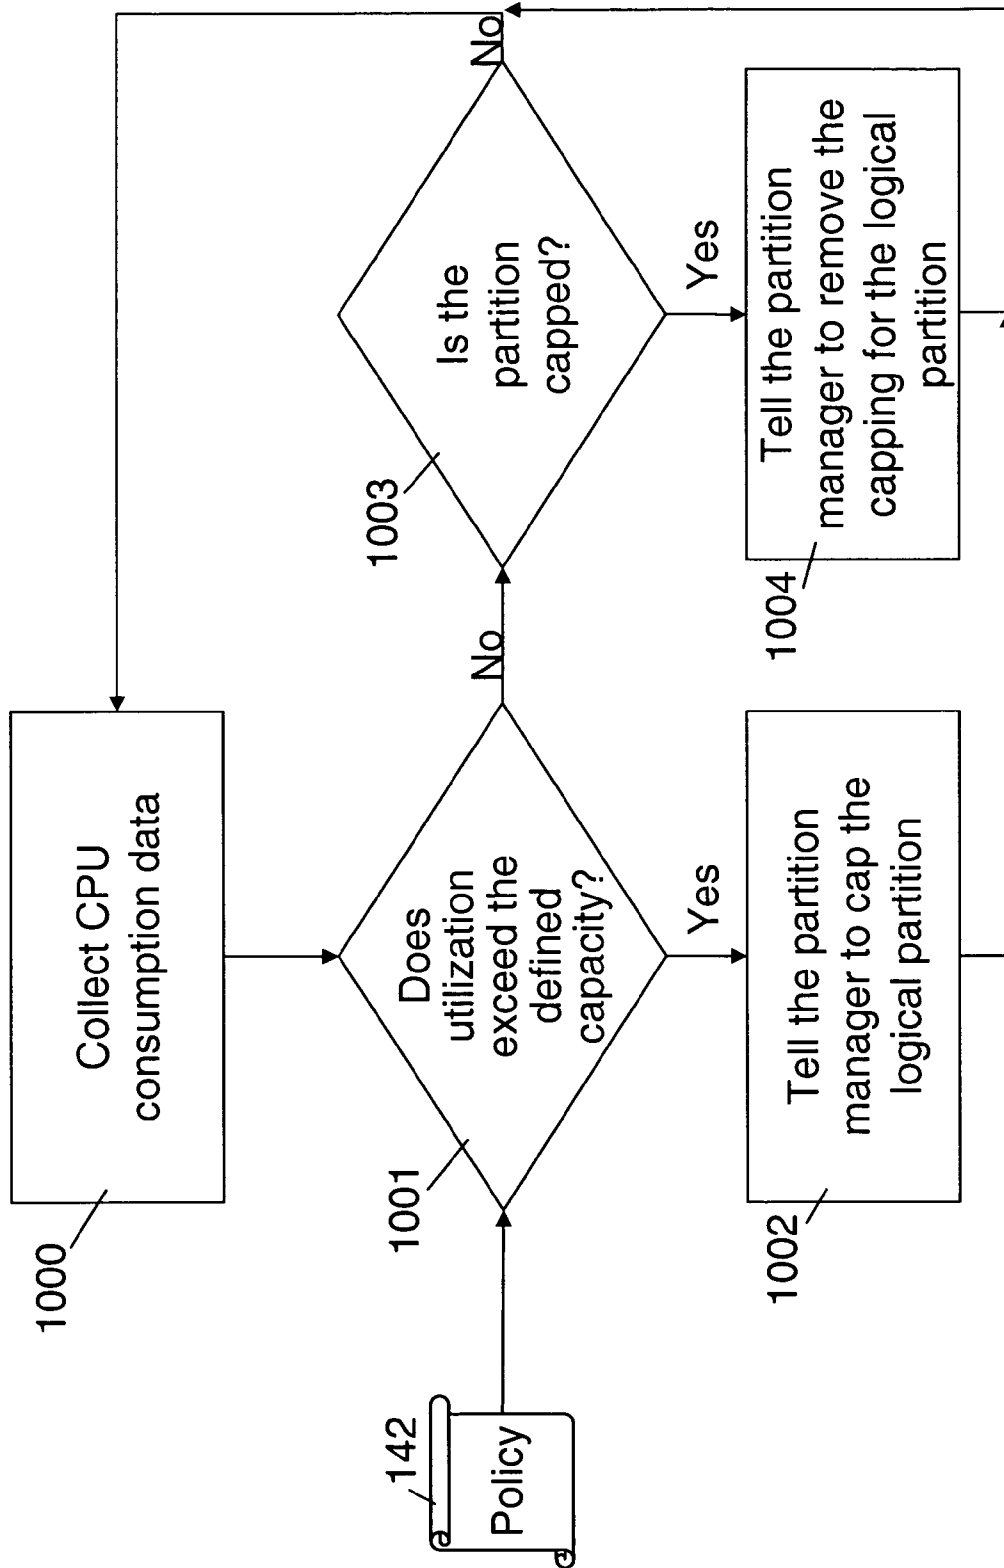 1000
Collect CPU
consumption data
142
Policy
1001
Does
utilization
exceed the
defined
capacity?
No
Yes
1002
Tell the partition
manager to cap the
logical partition
1003
Is the
partition
capped?
No
Yes
1004
Tell the partition
manager to remove the
capping for the logical
partition